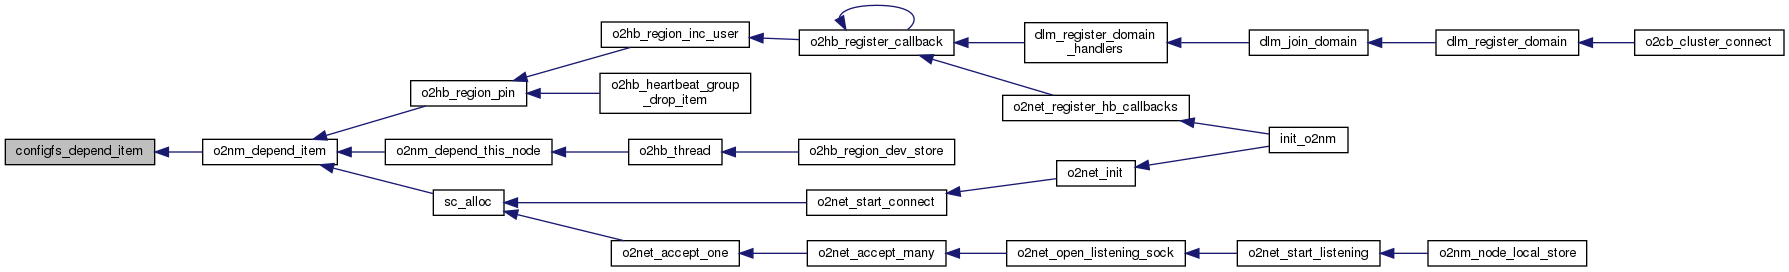 configfs_depend_item
o2nm_depend_item
o2hb_region_pin
o2hb_region_inc_user
o2hb_register_callback
dlm_register_domain
_handlers
dlm_join_domain
dlm_register_domain
o2cb_cluster_connect
o2net_register_hb_callbacks
init_o2nm
o2hb_heartbeat_group
_drop_item
o2nm_depend_this_node
o2hb_thread
o2hb_region_dev_store
sc_alloc
o2net_start_connect
o2net_init
o2net_accept_one
o2net_accept_many
o2net_open_listening_sock
o2net_start_listening
o2nm_node_local_store